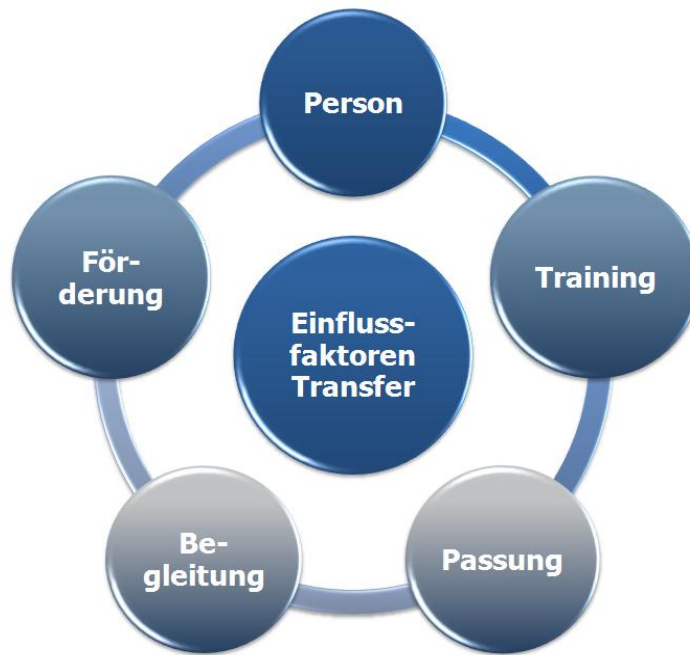 Person
Training
Passung
Be-
gleitung
För-
derung
Einfluss-
faktoren
Transfer